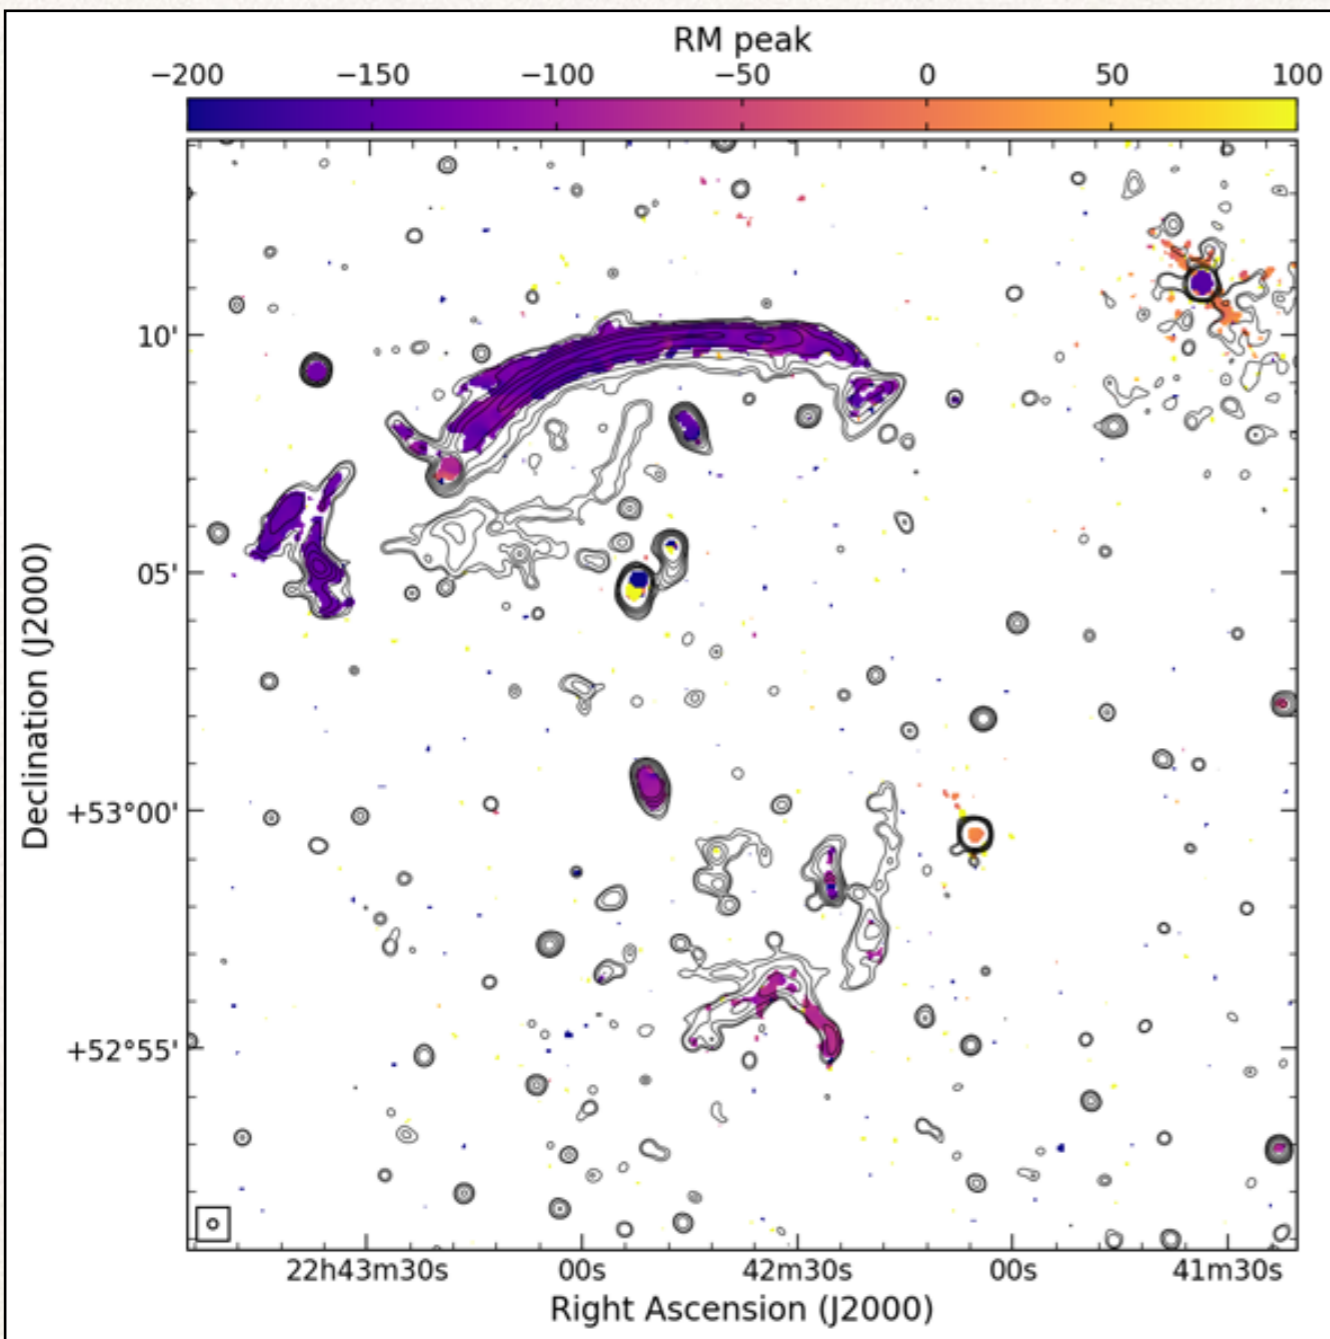 RM peak
−200 −150 −100 −50 0 50 100
10'
05'
+53°00'
+52°55'
Declination (J2000)
22h43m30s 00s 42m30s 00s 41m30s
Right Ascension (J2000)